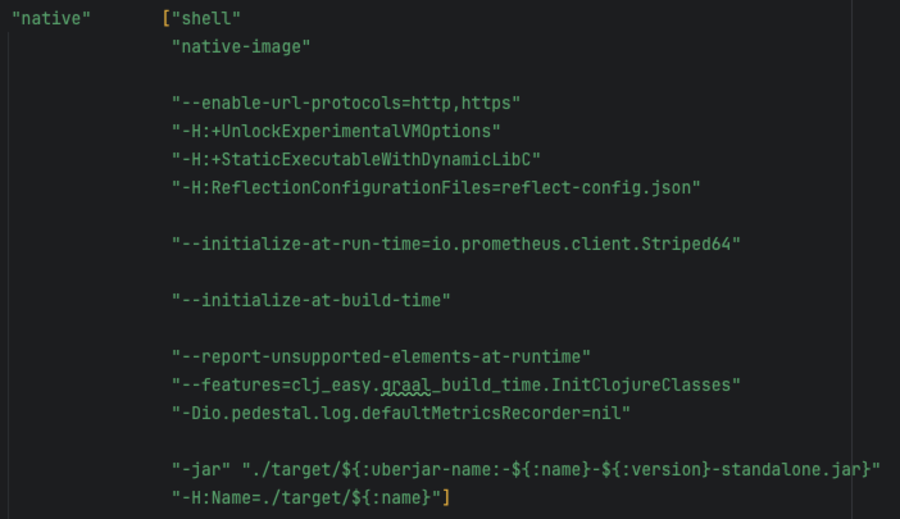 "native" ["shell"
"native-image"
"--enable-url-protocols=http,https"
"-H:+UnlockExperimentalVMOptions"
"-H:+StaticExecutableWithDynamicLibC"
"-H:ReflectionConfigurationFiles=reflect-config.json"
"--initialize-at-run-time=io.prometheus.client.Striped64"
"--initialize-at-build-time"
"--report-unsupported-elements-at-runtime"
"--features=clj_easy.graal_build_time.InitClojureClasses"
"-Dio.pedestal.log.defaultMetricsRecorder=nil"
"-jar" "./target/${:uberjar-name:-${:name}-${:version}-standalone.jar}"
"-H:Name=./target/${:name}"]